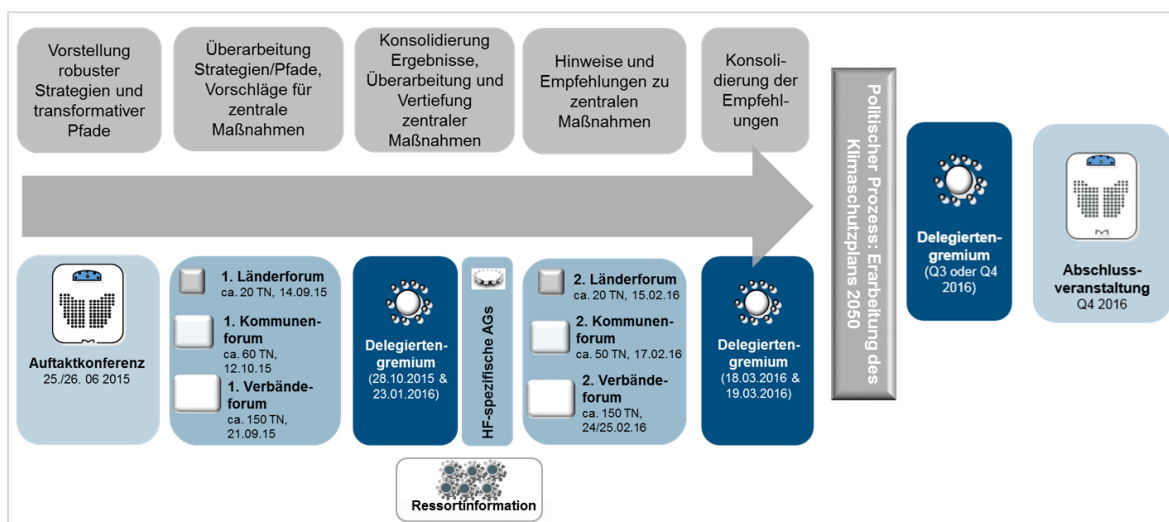 Vorstellung
robuster
Strategien und
transformativer
Pfade
Überarbeitung
Strategien/Pfade,
Vorschläge für
zentrale
Maßnahmen
Konsolidierung
Ergebnisse,
Überarbeitung und
Vertiefung
zentraler
Maßnahmen
Hinweise und
Empfehlungen zu
zentralen
Maßnahmen
Konsoli-
dierung der
Empfehl-
ungen
Politischer Prozess: Erarbeitung des
Klimaschutzplans 2050
Delegierten-
gremium
(Q3 oder Q4
2016)
Abschluss-
veranstaltung
Q4 2016
Auftaktkonferenz
25./26. 06 2015
1. Länderforum
ca. 20 TN, 14.09.15
1. Kommunen-
forum
ca. 60 TN,
12.10.15
1. Verbände-
forum
ca. 150 TN,
21.09.15
Delegierten-
gremium
(28.10.2015 &
23.01.2016)
HF-spezifische AGs
2. Länderforum
ca. 20 TN, 15.02.16
2. Kommunen-
forum
ca. 50 TN, 17.02.16
2. Verbände-
forum
ca. 150 TN,
24/25.02.16
Delegierten-
gremium
(18.03.2016 &
19.03.2016)
Ressortinformation